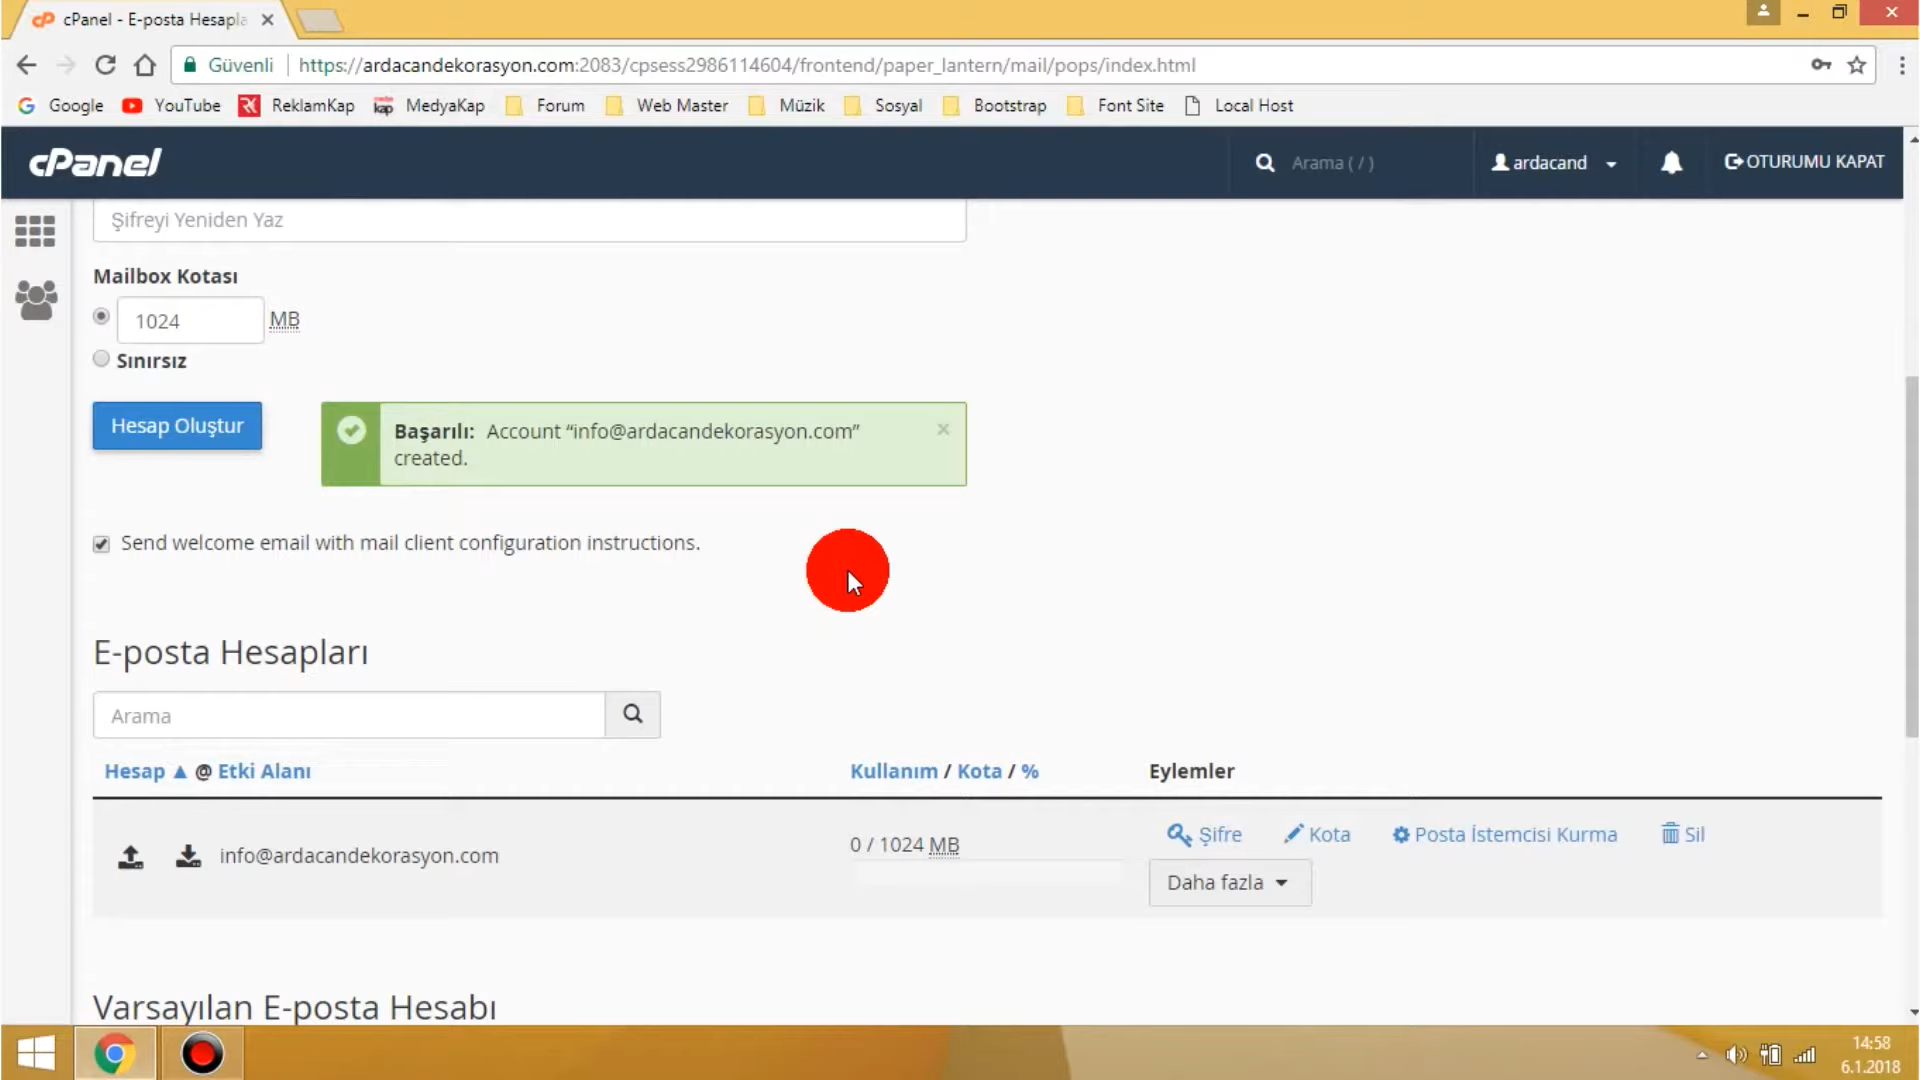 cPanel - E-posta Hesapla
Güvenli https://ardacandekorasyon.com:2083/cpsess2986114604/frontend/paper_lantern/mail/pops/index.html
Google YouTube ReklamKap MedyaKap Forum Web Master Müzik Sosyal Bootstrap Font Site Local Host
cPanel Arama ( / ) ardacand OTURUMU KAPAT
Şifreyi Yeniden Yaz
Mailbox Kotası
1024 MB
Sınırsız
Hesap Oluştur
Başarılı: Account “info@ardacandekorasyon.com”
created.
Send welcome email with mail client configuration instructions.
E-posta Hesapları
Arama
Hesap ▲ @ Etki Alanı Kullanım / Kota / % Eylemler
info@ardacandekorasyon.com 0 / 1024 MB Şifre Kota Posta İstemcisi Kurma Sil
Daha fazla
Varsayılan E-posta Hesabı
14:58
6.1.2018